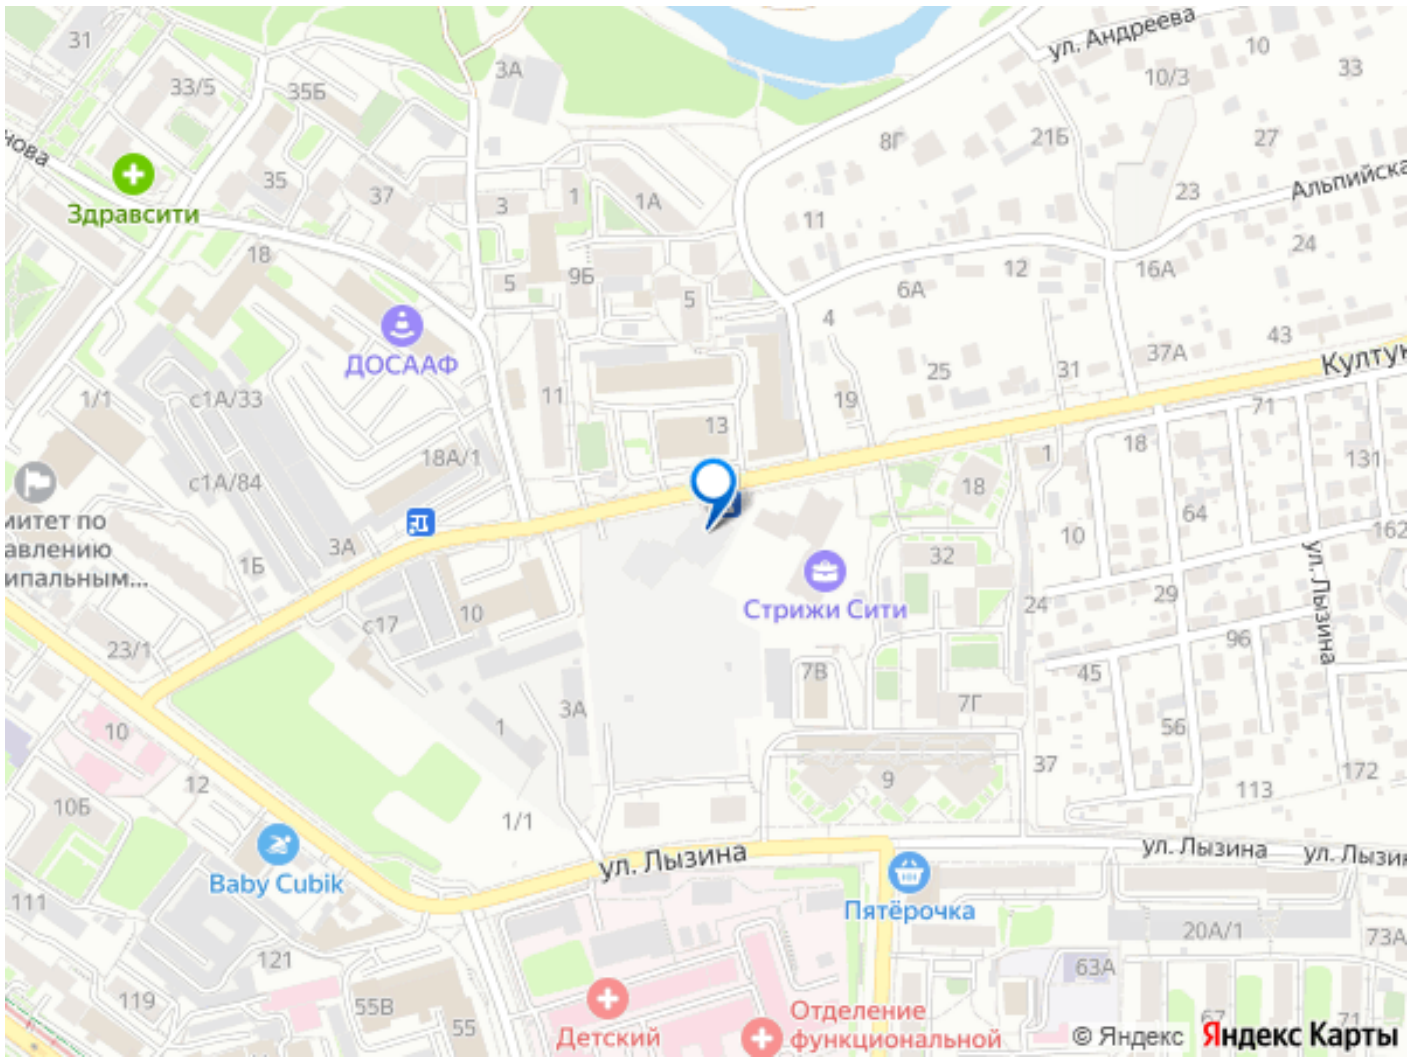 31
33/5
35Б
3А
ул. Андреева
10
10/3
33
нова
8Г
21Б
27
Здравсити
35
37
3
1
1А
11
23
Альпийска
18
5
9Б
5
12
16А
24
6А
4
ДОСААФ
25
31
37А
43
Култук
1/1
с1А/33
11
19
71
13
18
18А/1
1
131
с1А/84
18
64
162
митет по
авлению
ипальным...
3А
10
1Б
32
Стрижи Сити
24
29
ул. Лызина
с17
10
23/1
96
7В
45
3А
7Г
1
56
10
37
172
12
9
113
10Б
1/1
ул. Лызина
ул. Лызина
ул. Лызин
Baby Cubik
Пятёрочка
111
20А/1
73А
121
63А
119
55В
55
Детский
Отделение
функциональной
67
71
© Яндекс Яндекс Карты